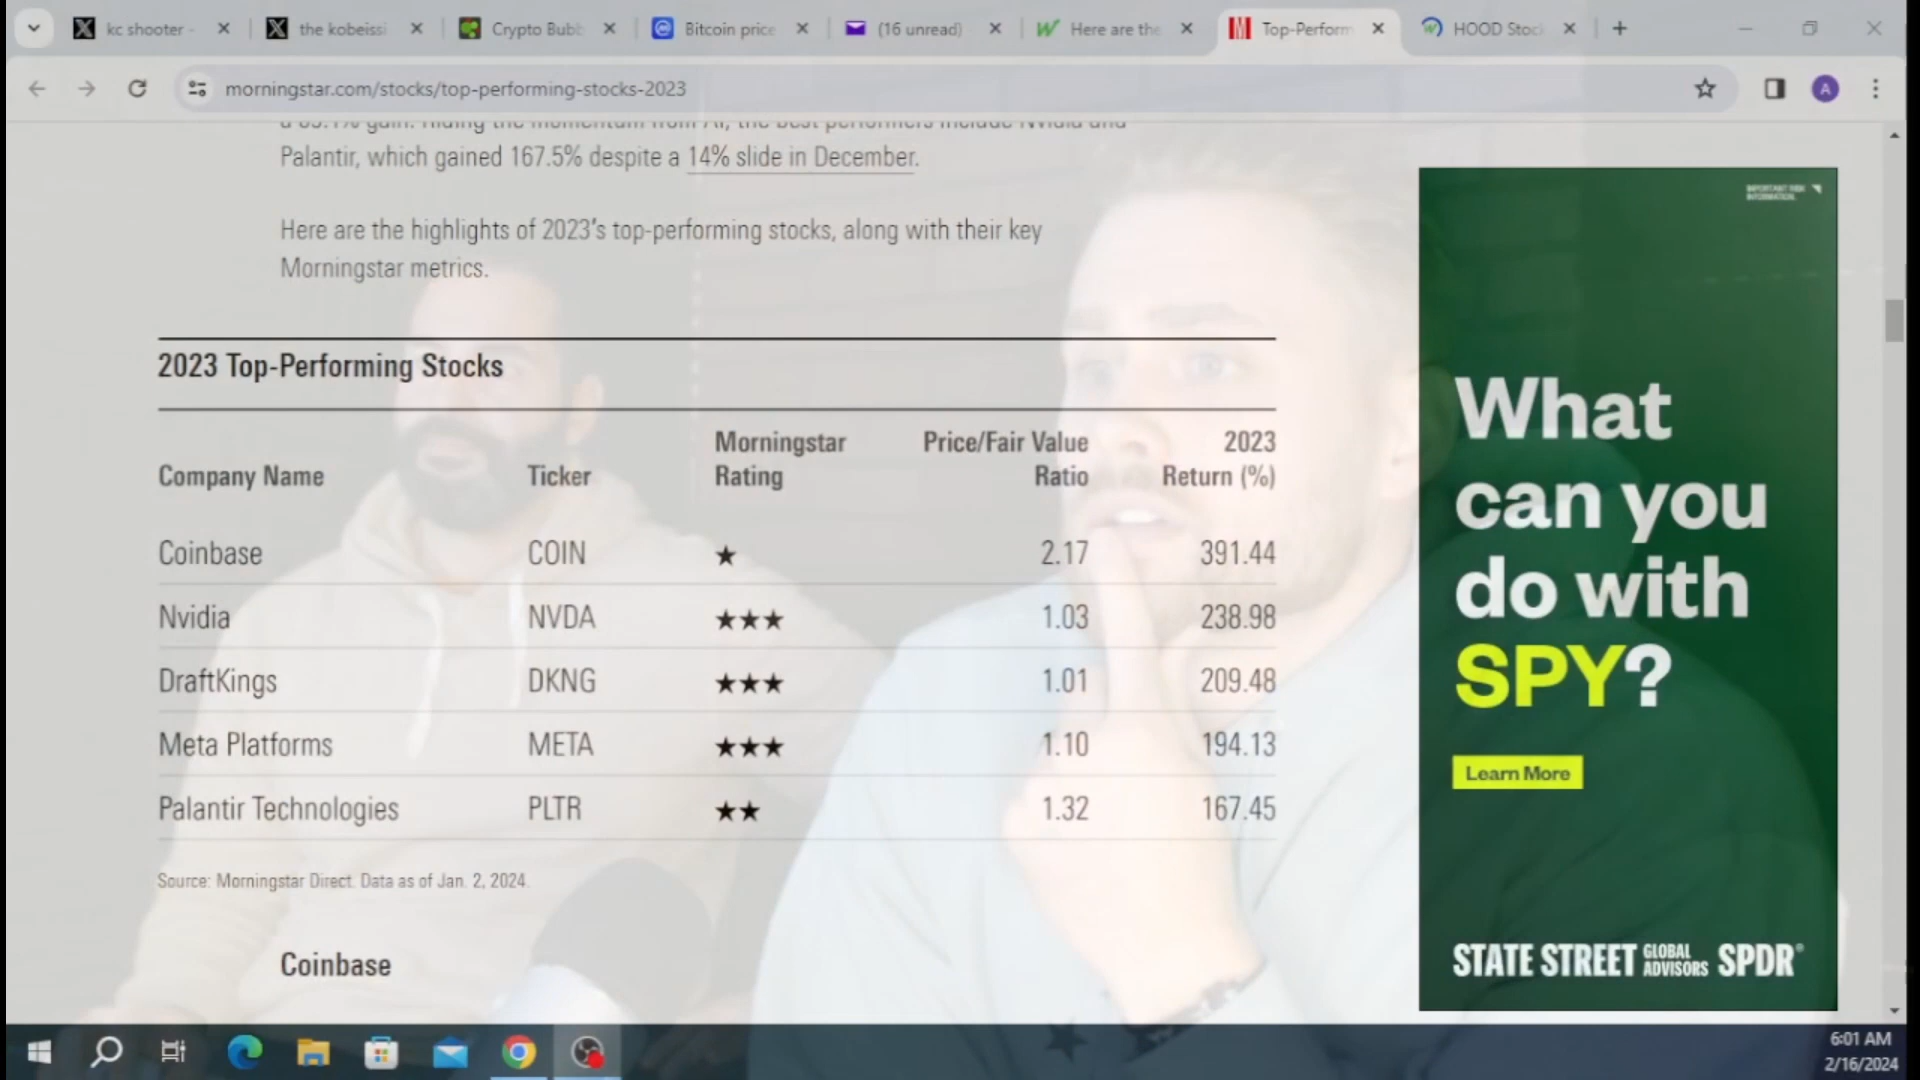 kc shooter -
the kobeissi
Crypto Bubb
Bitcoin price
(16 unread)
Here are the
Top-Perform
HOOD Stoc
morningstar.com/stocks/top-performing-stocks-2023
A
Palantir, which gained 167.5% despite a 14% slide in December.
Here are the highlights of 2023's top-performing stocks, along with their key
Morningstar metrics.
2023 Top-Performing Stocks
Company Name Ticker Morningstar Rating Price/Fair Value Ratio 2023 Return (%)
Coinbase COIN ★ 2.17 391.44
Nvidia NVDA ★★★ 1.03 238.98
DraftKings DKNG ★★★ 1.01 209.48
Meta Platforms META ★★★ 1.10 194.13
Palantir Technologies PLTR ★★ 1.32 167.45
Source: Morningstar Direct. Data as of Jan. 2, 2024.
Coinbase
IMPORTANT RISK
INFORMATION
What
can you
do with
SPY?
Learn More
STATE STREET GLOBAL ADVISORS SPDR®
6:01 AM
2/16/2024